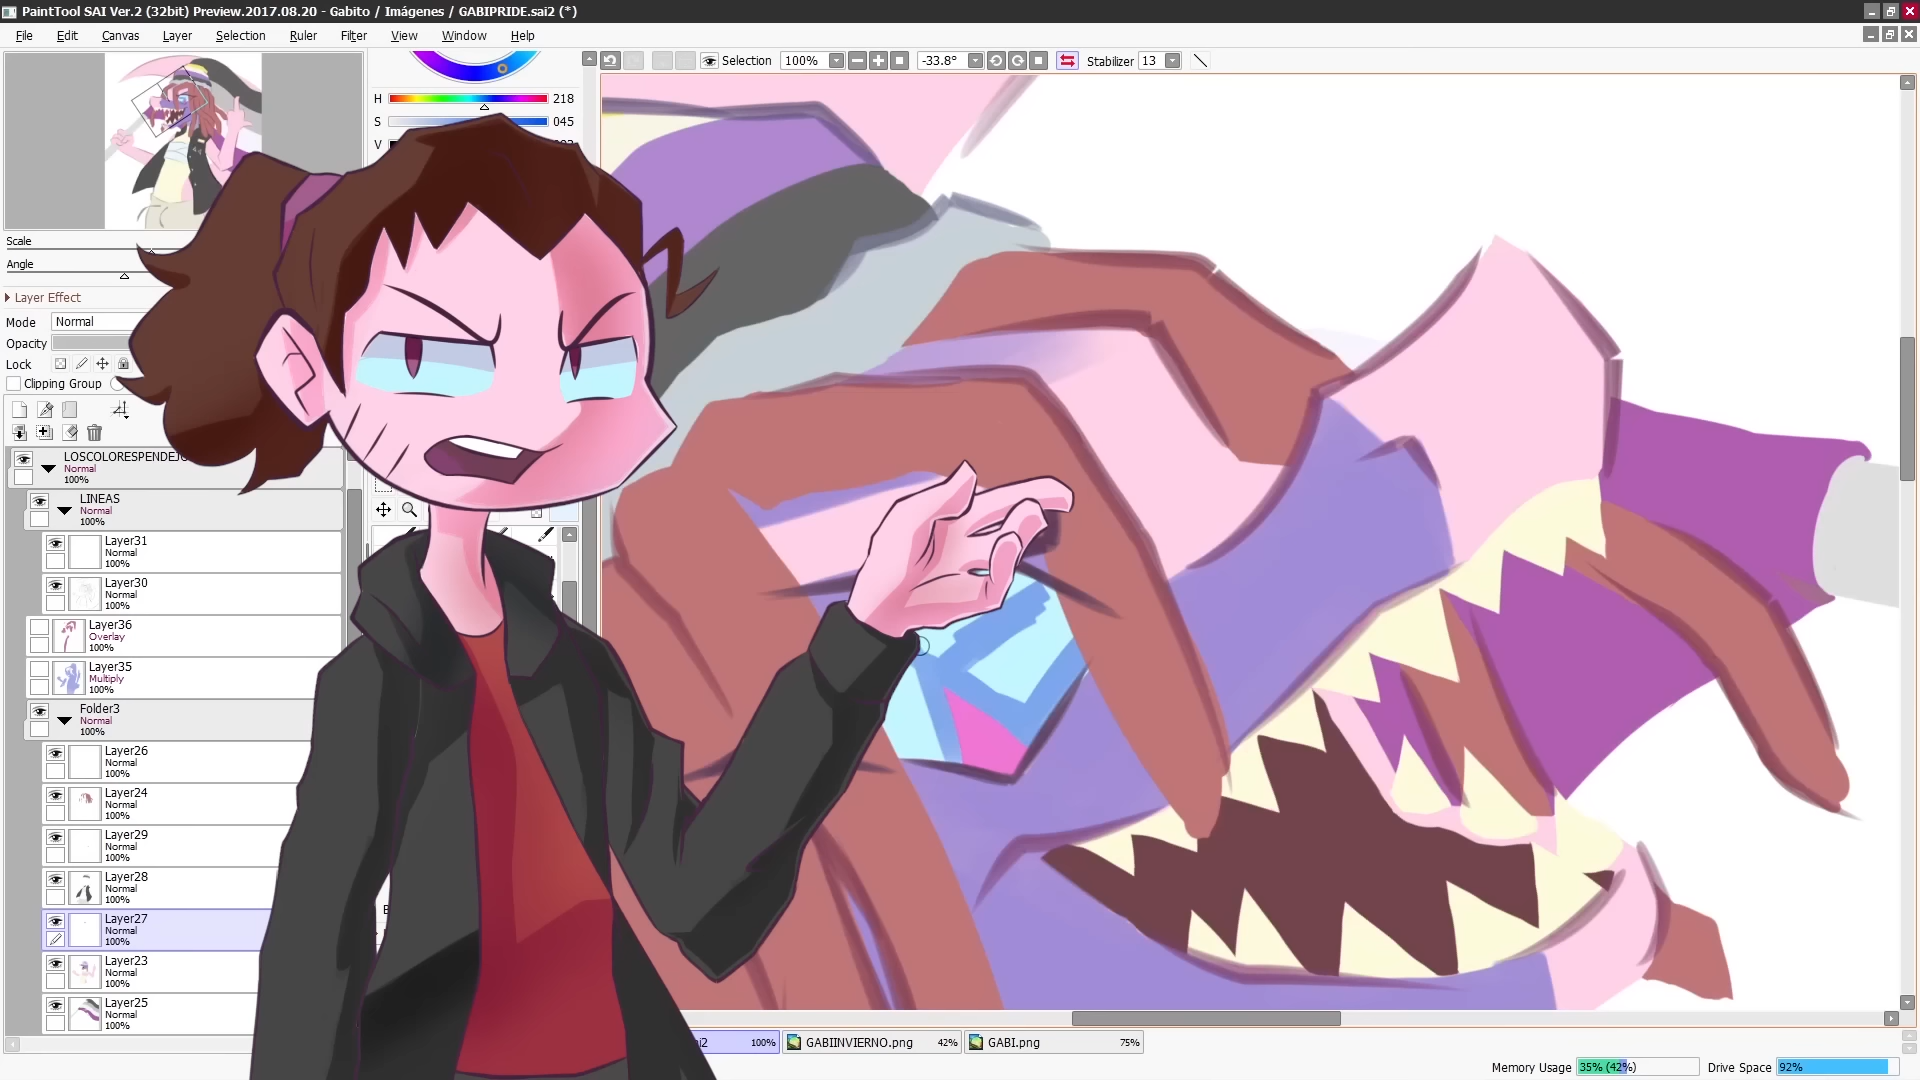 PaintTool SAI Ver.2 (32bit) Preview.2017.08.20 - Gabito / Imágenes / GABIPRIDE.sai2 (*)
File Edit Canvas Layer Selection Ruler Filter View Window Help
Selection 100% -33.8° Stabilizer 13
H 218
S 045
V
Scale
Angle
Layer Effect
Mode Normal
Opacity
Lock
Clipping Group
LOSCOLORESPENDEJO
Normal
100%
LINEAS
Normal
100%
Layer31
Normal
100%
Layer30
Normal
100%
Layer36
Overlay
100%
Layer35
Multiply
100%
Folder3
Normal
100%
Layer26
Normal
100%
Layer24
Normal
100%
Layer29
Normal
100%
Layer28
Normal
100%
Layer27
Normal
100%
Layer23
Normal
100%
Layer25
Normal
100%
100% GABIINVIERNO.png 42% GABI.png 75%
Memory Usage 35% (42%) Drive Space 92%